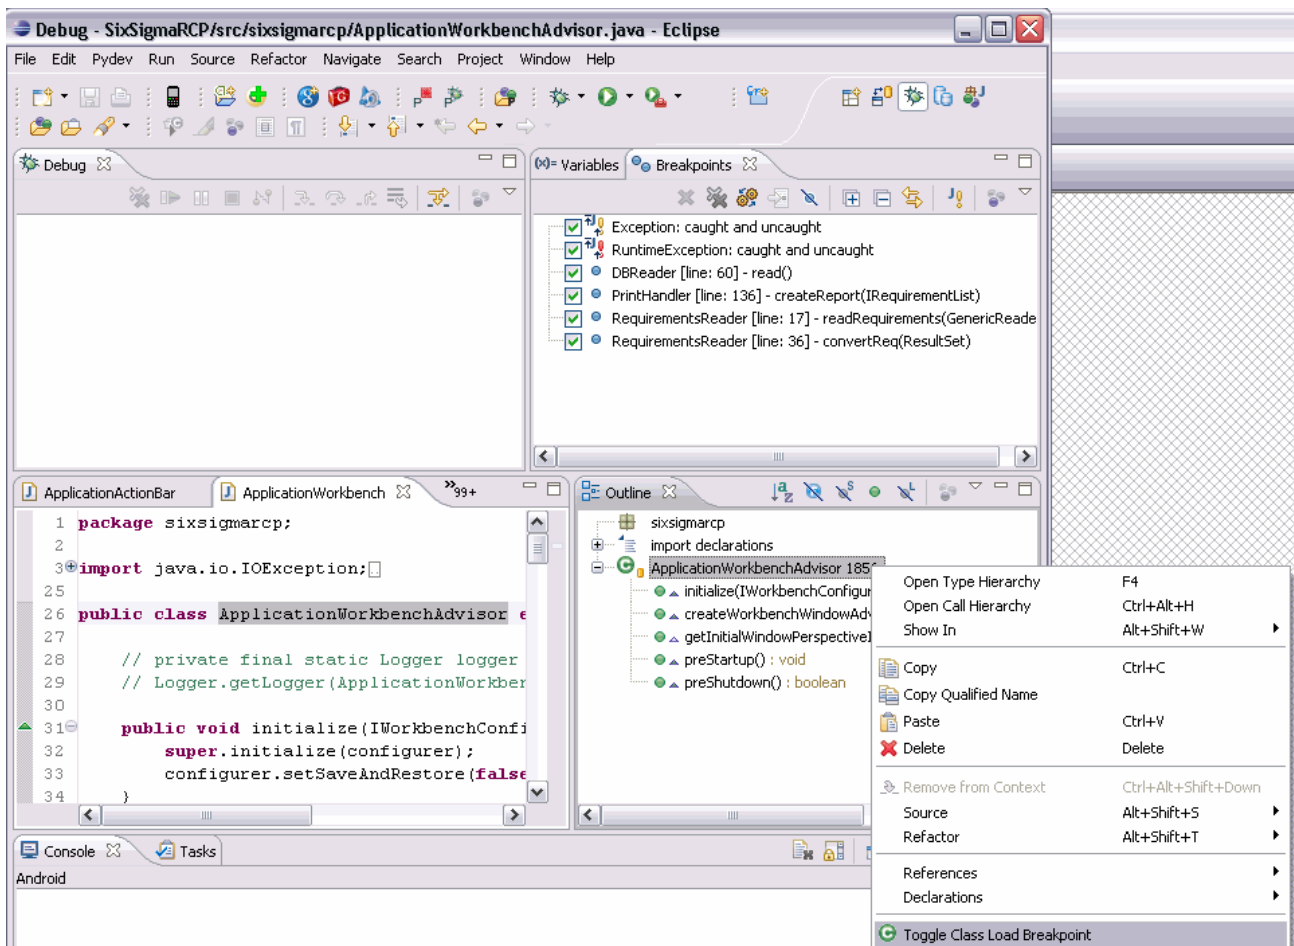 Debug - SixSigmaRCP/src/sixsigmarcp/ApplicationWorkbenchAdvisor.java - Eclipse
File Edit Pydev Run Source Refactor Navigate Search Project Window Help
Debug
(x)= Variables
Breakpoints
Exception: caught and uncaught
RuntimeException: caught and uncaught
DBReader [line: 60] - read()
PrintHandler [line: 136] - createReport(IRequirementList)
RequirementsReader [line: 17] - readRequirements(GenericReade
RequirementsReader [line: 36] - convertReq(ResultSet)
ApplicationActionBar
ApplicationWorkbench
99+
1 package sixsigmarcp;
2
3 import java.io.IOException;
25
26 public class ApplicationWorkbenchAdvisor e
27
28 // private final static Logger logger
29 // Logger.getLogger(ApplicationWorkber
30
31 public void initialize(IWorkbenchConfi
32 super.initialize(configurer);
33 configurer.setSaveAndRestore(false
34 }
Outline
sixsigmarcp
import declarations
ApplicationWorkbenchAdvisor 185
initialize(IWorkbenchConfigur
createWorkbenchWindowAdv
getInitialWindowPerspectiveI
preStartup() : void
preShutdown() : boolean
Open Type Hierarchy F4
Open Call Hierarchy Ctrl+Alt+H
Show In Alt+Shift+W
Copy Ctrl+C
Copy Qualified Name
Paste Ctrl+V
Delete Delete
Remove from Context Ctrl+Alt+Shift+Down
Source Alt+Shift+S
Refactor Alt+Shift+T
References
Declarations
Toggle Class Load Breakpoint
Console
Tasks
Android